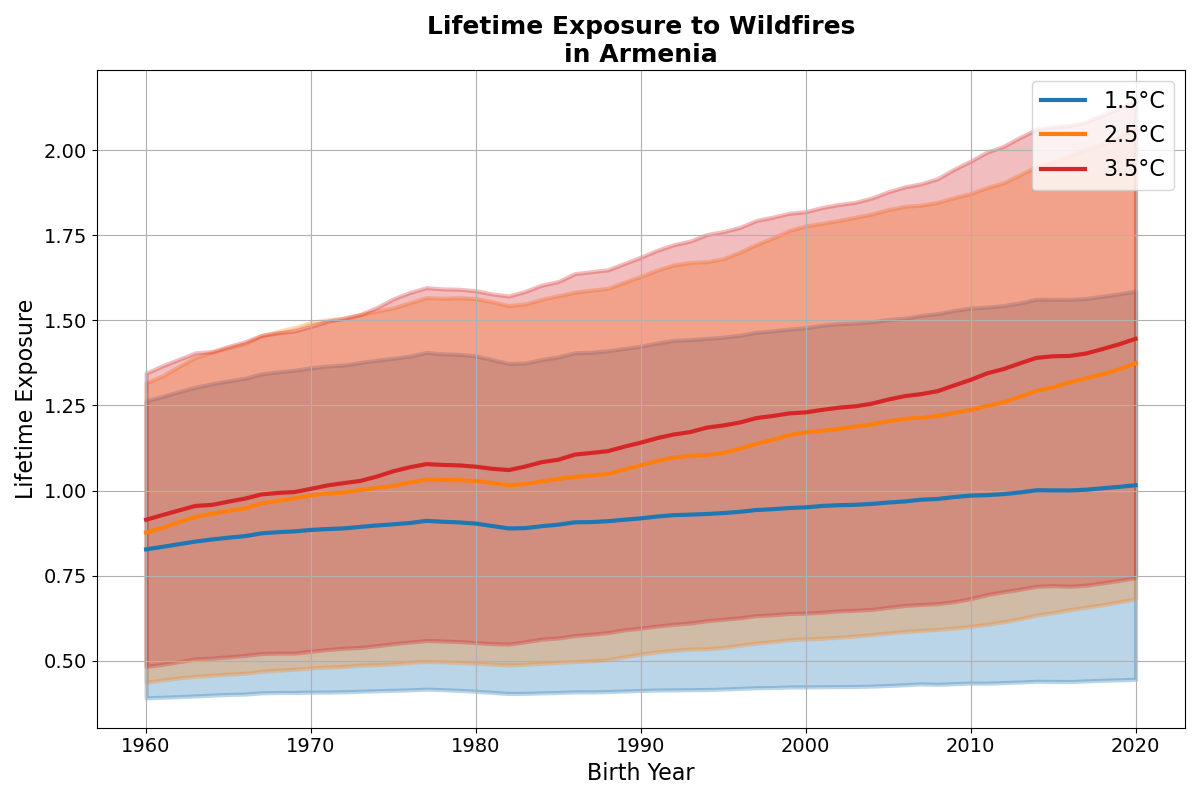 Lifetime Exposure to Wildfires
in Armenia
1.5°C
2.5°C
3.5°C
Lifetime Exposure
2.00
1.75
1.50
1.25
1.00
0.75
0.50
1960 1970 1980 1990 2000 2010 2020
Birth Year